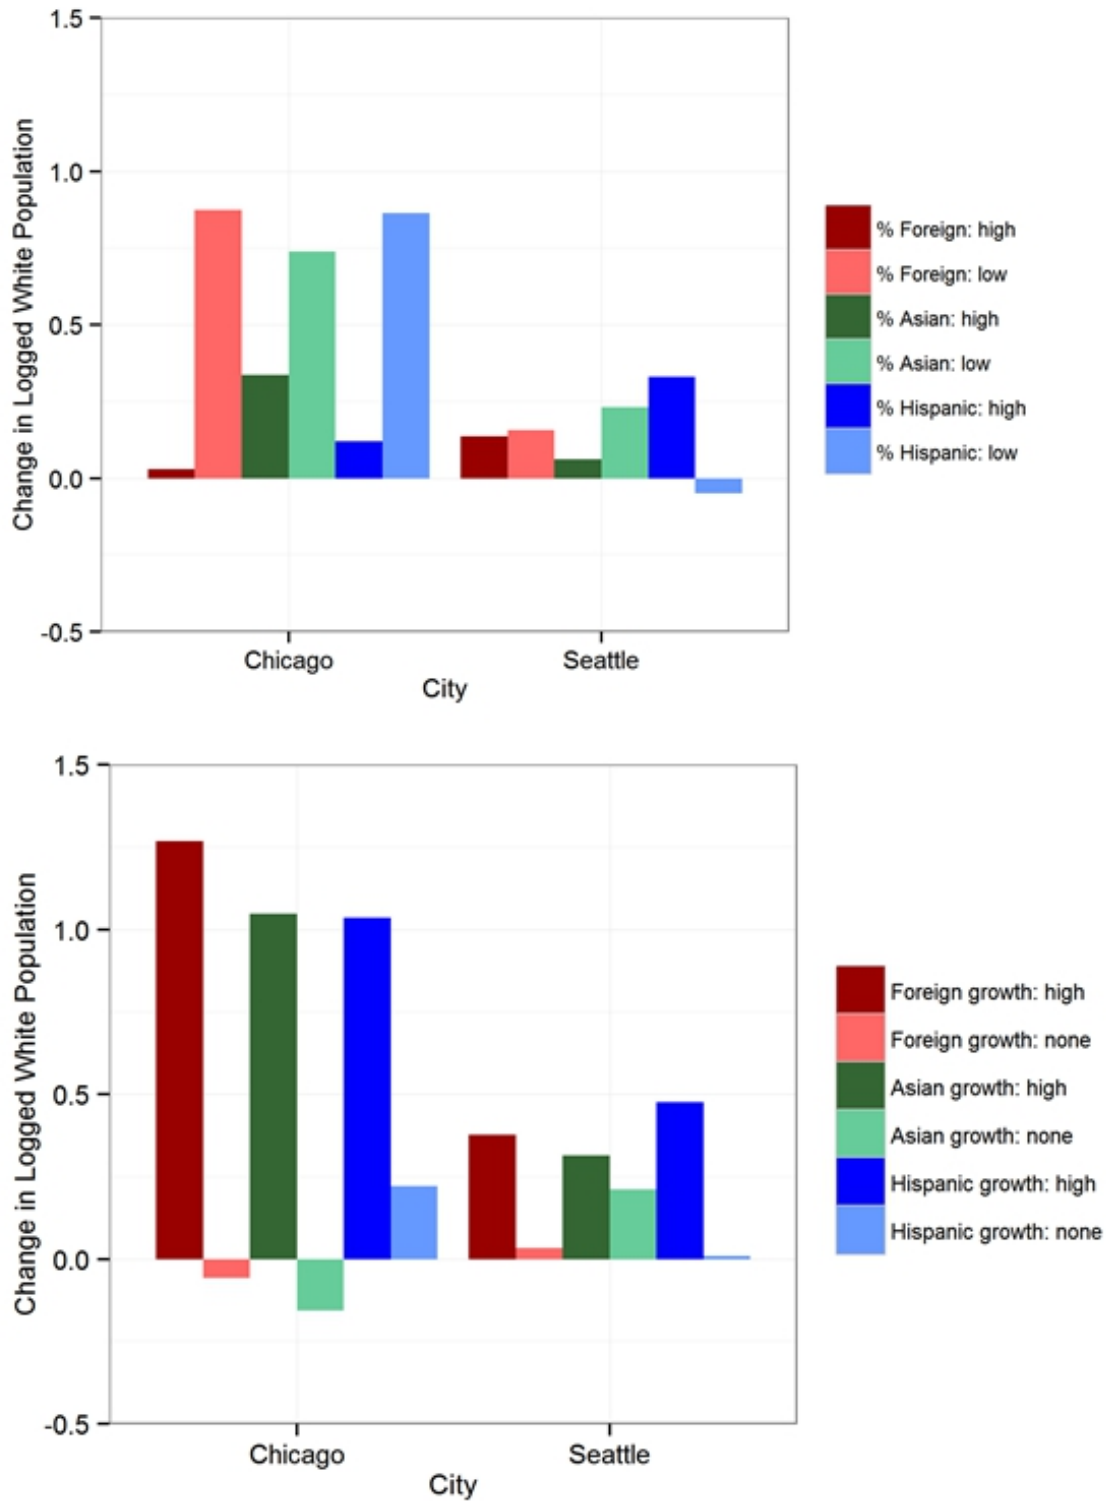 1.5
1.0
0.5
0.0
-0.5
Change in Logged White Population
Chicago
Seattle
City
% Foreign: high
% Foreign: low
% Asian: high
% Asian: low
% Hispanic: high
% Hispanic: low
1.5
1.0
0.5
0.0
-0.5
Change in Logged White Population
Chicago
Seattle
City
Foreign growth: high
Foreign growth: none
Asian growth: high
Asian growth: none
Hispanic growth: high
Hispanic growth: none